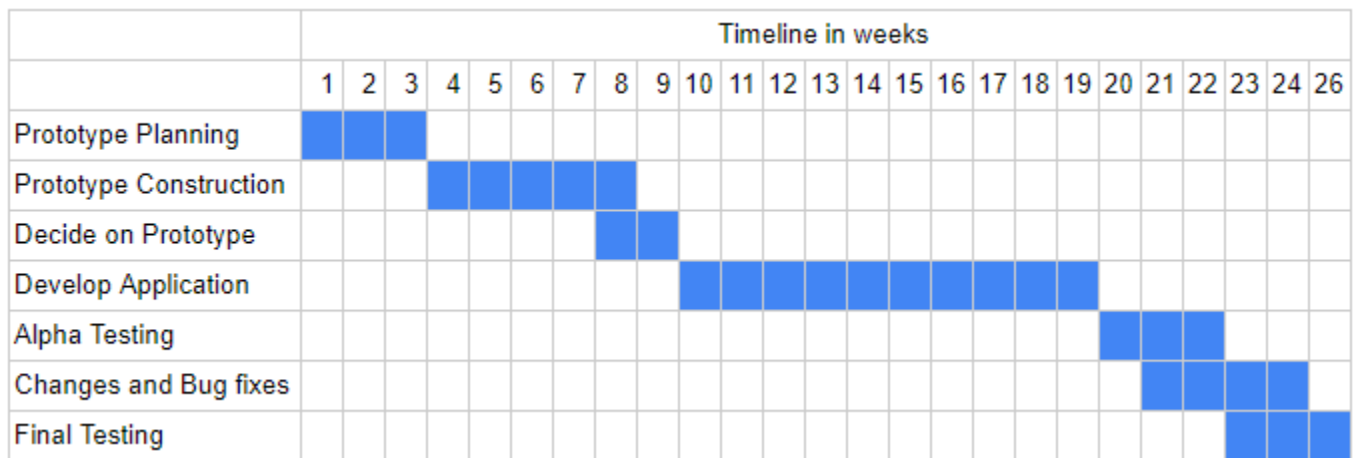 Timeline in weeks
1 2 3 4 5 6 7 8 9 10 11 12 13 14 15 16 17 18 19 20 21 22 23 24 26
Prototype Planning
Prototype Construction
Decide on Prototype
Develop Application
Alpha Testing
Changes and Bug fixes
Final Testing